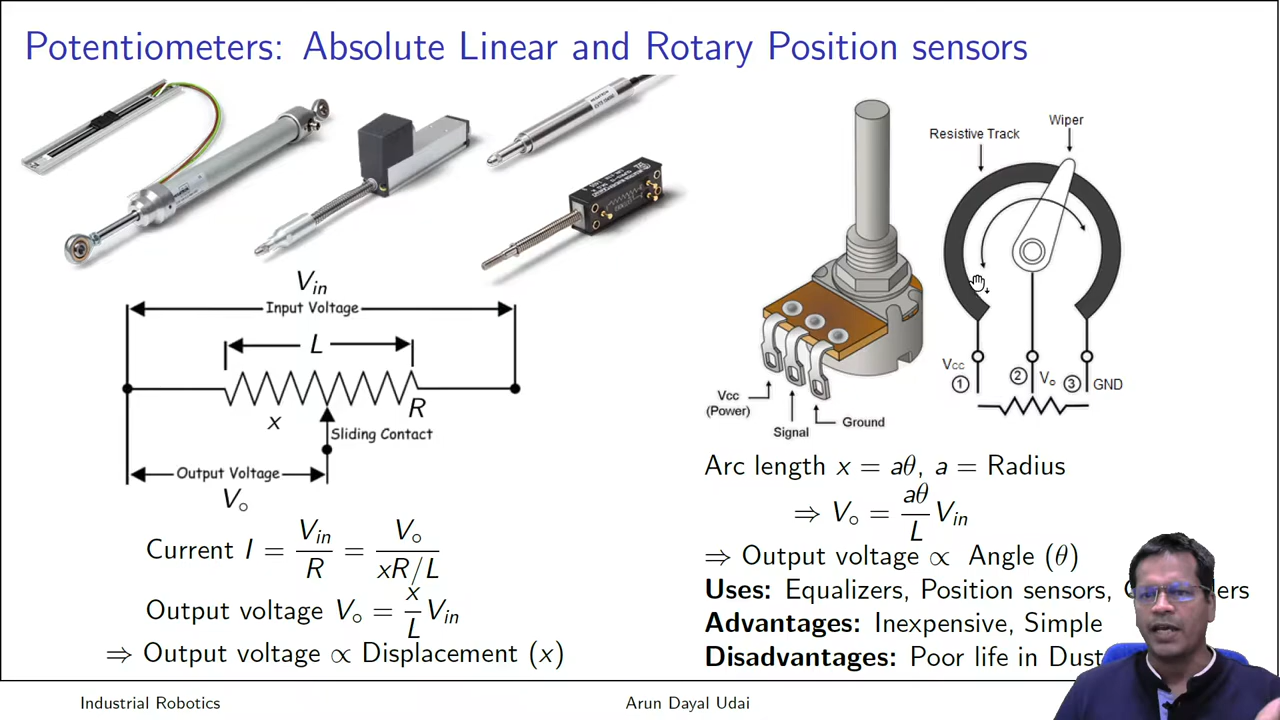 Potentiometers: Absolute Linear and Rotary Position sensors
Resistive Track
Wiper
V_in
Input Voltage
L
x
R
Sliding Contact
Output Voltage
V_o
Vcc
(Power)
Signal
Ground
VCC
①
②
V_o
③
GND
Current I = V_in/R = V_o/(xR/L)
Output voltage V_o = x/L V_in
⇒ Output voltage ∝ Displacement (x)
Arc length x = aθ, a = Radius
⇒ V_o = aθ/L V_in
⇒ Output voltage ∝ Angle (θ)
Uses: Equalizers, Position sensors,
Advantages: Inexpensive, Simple
Disadvantages: Poor life in Dust
Industrial Robotics
Arun Dayal Udai